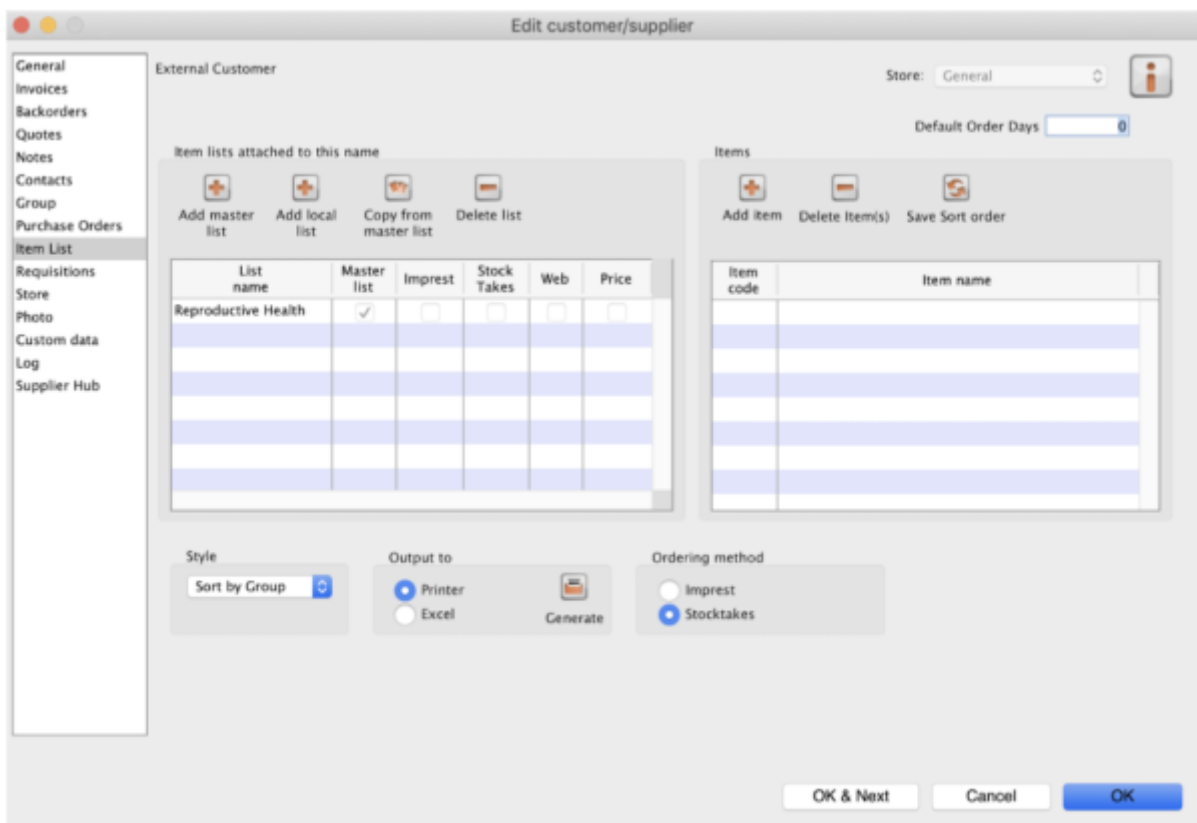 Edit customer/supplier
General
Invoices
Backorders
Quotes
Notes
Contacts
Group
Purchase Orders
Item List
Requisitions
Store
Photo
Custom data
Log
Supplier Hub
External Customer
Store: General
Default Order Days 0
Item lists attached to this name
Add master
list
Add local
list
Copy from
master list
Delete list
List
name
Master
list
Imprest
Stock
Takes
Web
Price
Reproductive Health
Items
Add item
Delete Item(s)
Save Sort order
Item
code
Item name
Style
Sort by Group
Output to
Printer
Excel
Generate
Ordering method
Imprest
Stocktakes
OK & Next
Cancel
OK